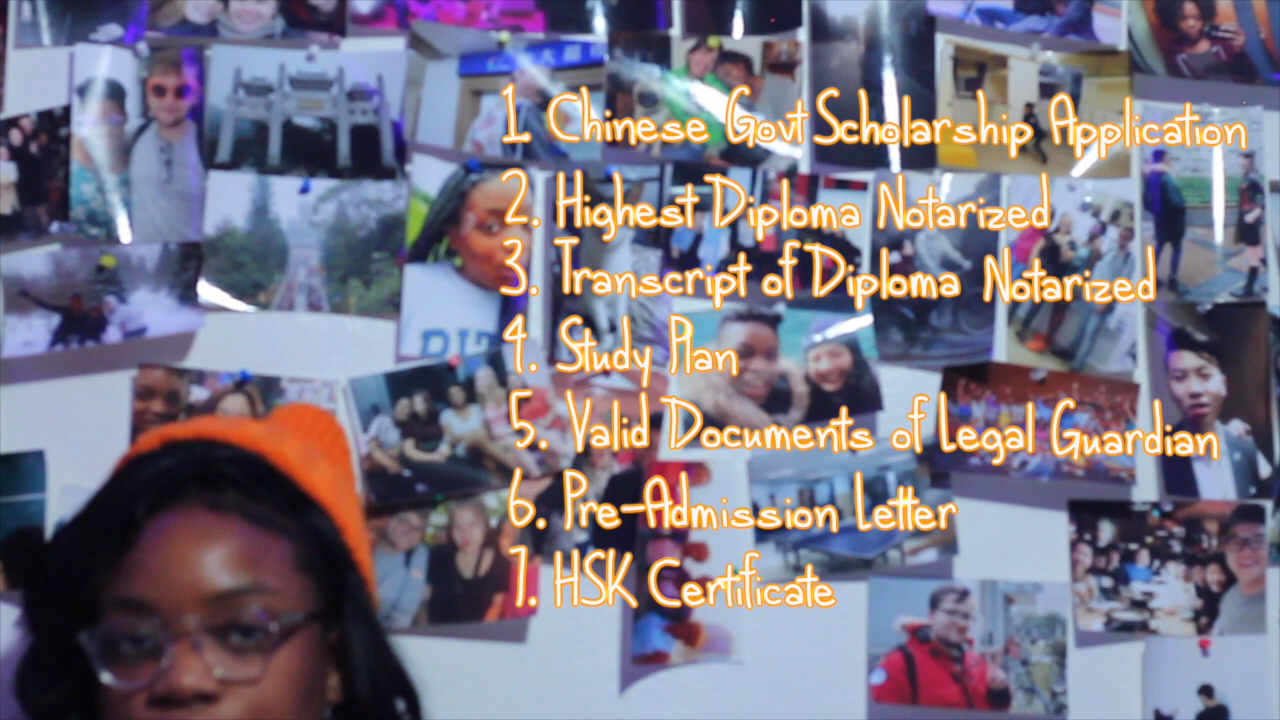 1. Chinese Govt Scholarship Application
2. Highest Diploma Notarized
3. Transcript of Diploma Notarized
4. Study Plan
5. Valid Documents of Legal Guardian
6. Pre-Admission Letter
7. HSK Certificate